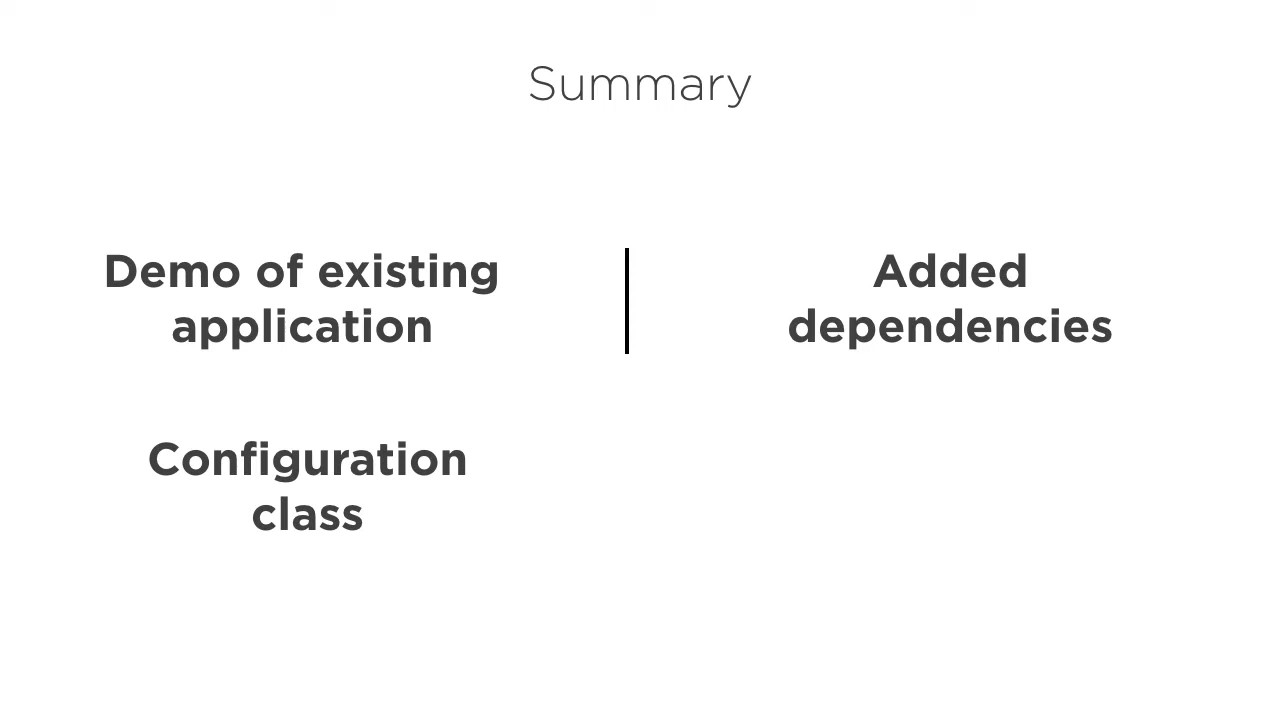 Summary
Demo of existing
application
Added
dependencies
Configuration
class